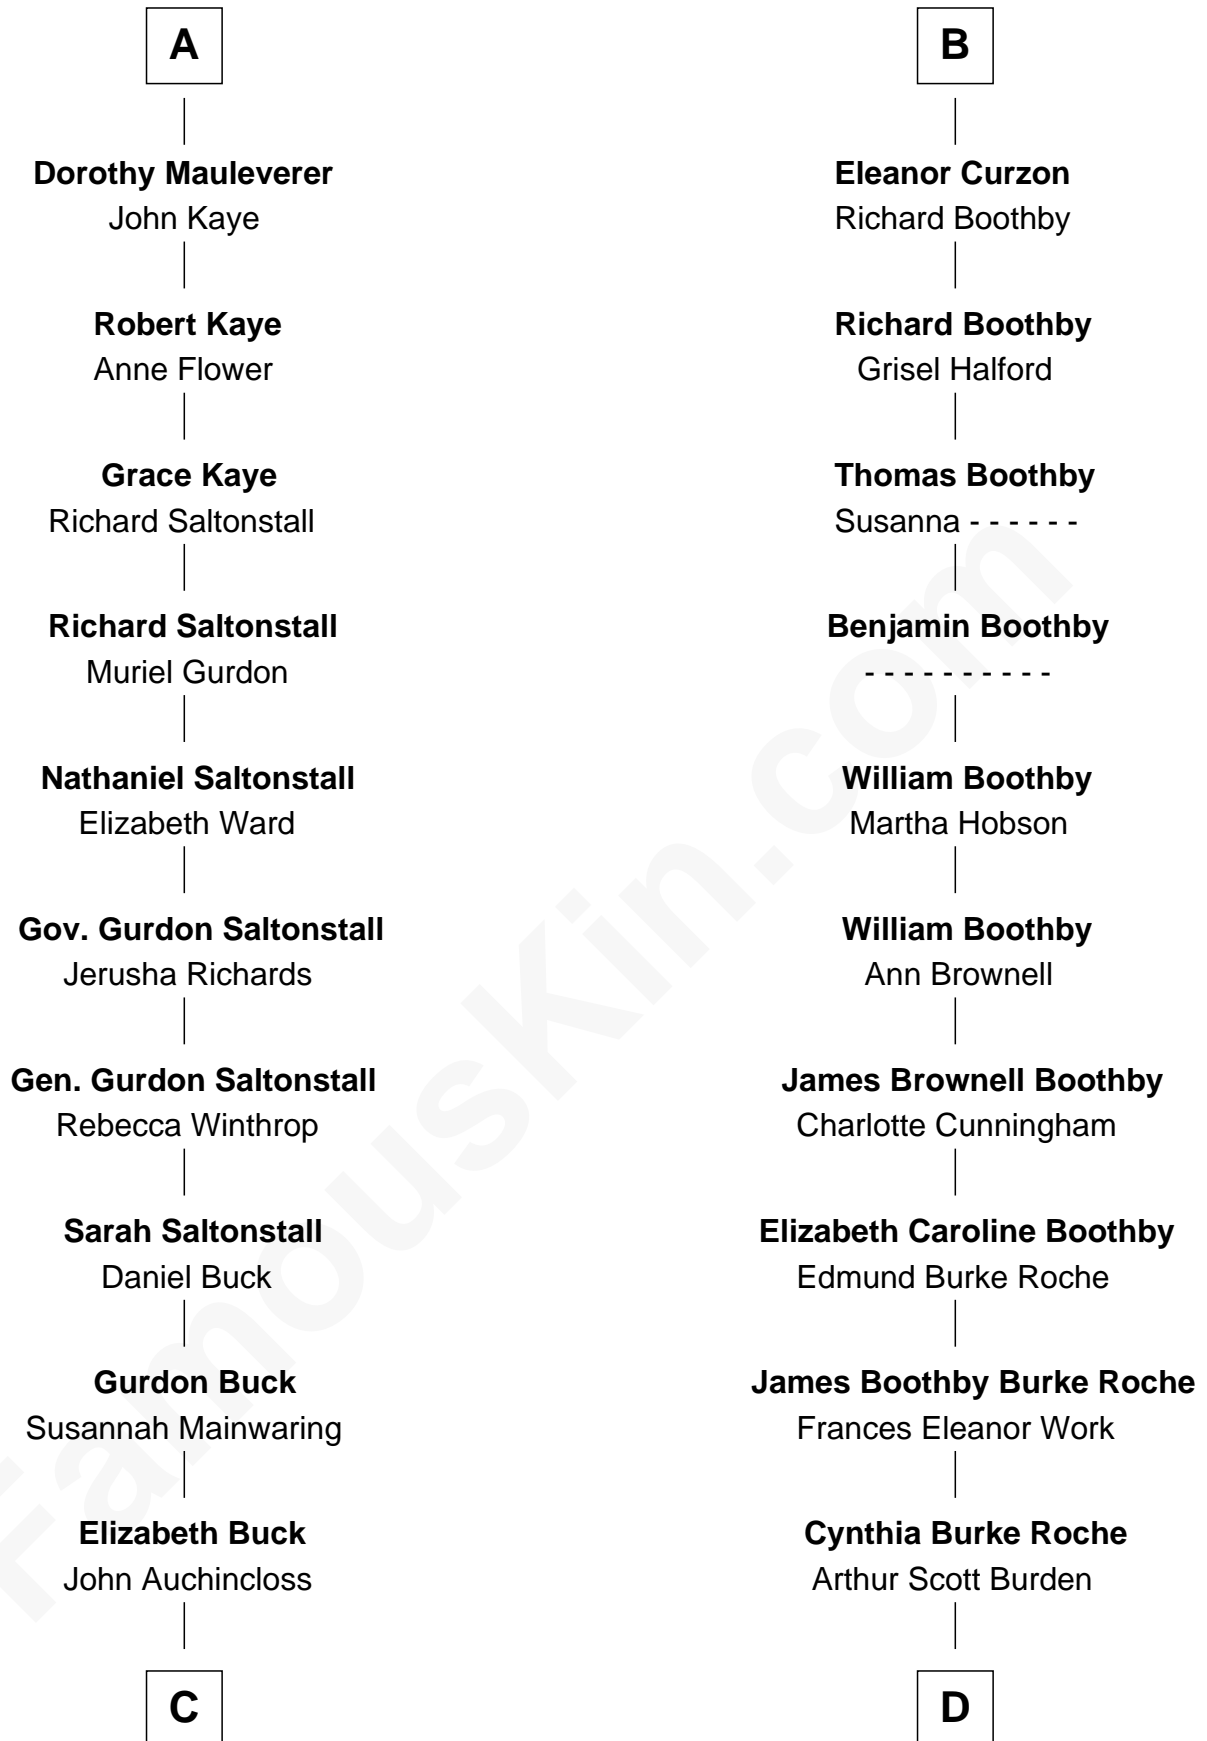 A
Dorothy Mauleverer
John Kaye
Robert Kaye
Anne Flower
Grace Kaye
Richard Saltonstall
Richard Saltonstall
Muriel Gurdon
Nathaniel Saltonstall
Elizabeth Ward
Gov. Gurdon Saltonstall
Jerusha Richards
Gen. Gurdon Saltonstall
Rebecca Winthrop
Sarah Saltonstall
Daniel Buck
Gurdon Buck
Susannah Mainwaring
Elizabeth Buck
John Auchincloss
C
B
Eleanor Curzon
Richard Boothby
Richard Boothby
Grisel Halford
Thomas Boothby
Susanna - - - - - -
Benjamin Boothby
- - - - - - - - - -
William Boothby
Martha Hobson
William Boothby
Ann Brownell
James Brownell Boothby
Charlotte Cunningham
Elizabeth Caroline Boothby
Edmund Burke Roche
James Boothby Burke Roche
Frances Eleanor Work
Cynthia Burke Roche
Arthur Scott Burden
D
FamousKin.com